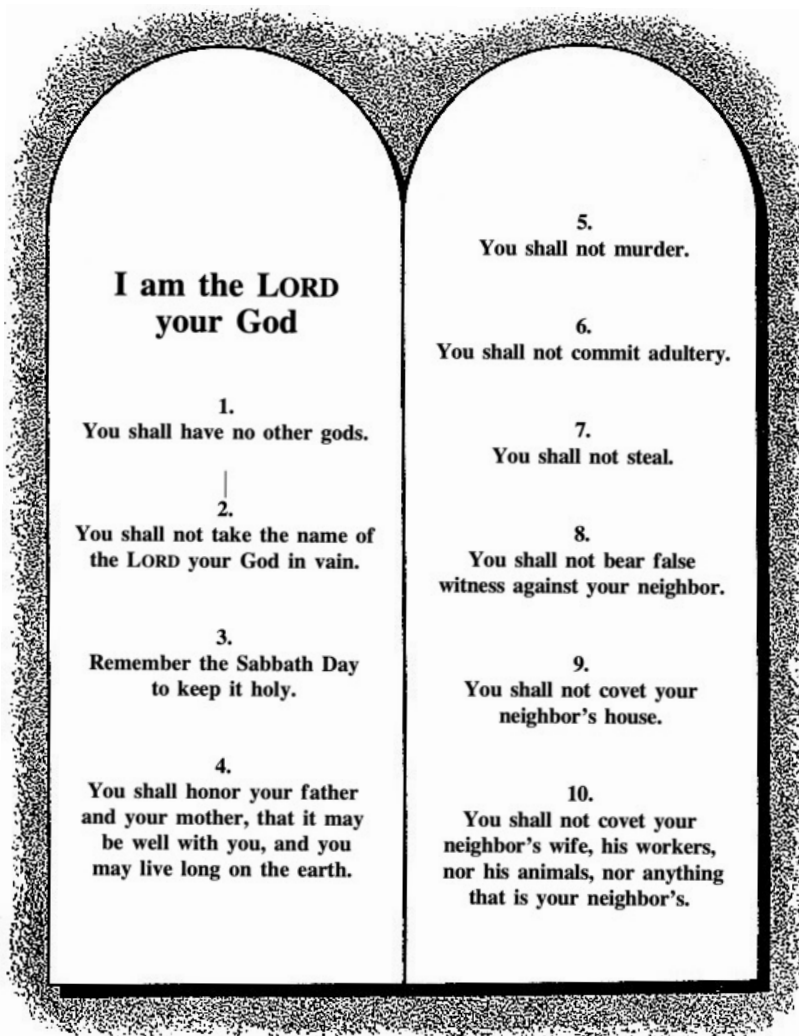 I am the LORD
your God
1.
You shall have no other gods.
2.
You shall not take the name of
the LORD your God in vain.
3.
Remember the Sabbath Day
to keep it holy.
4.
You shall honor your father
and your mother, that it may
be well with you, and you
may live long on the earth.
5.
You shall not murder.
6.
You shall not commit adultery.
7.
You shall not steal.
8.
You shall not bear false
witness against your neighbor.
9.
You shall not covet your
neighbor's house.
10.
You shall not covet your
neighbor's wife, his workers,
nor his animals, nor anything
that is your neighbor's.